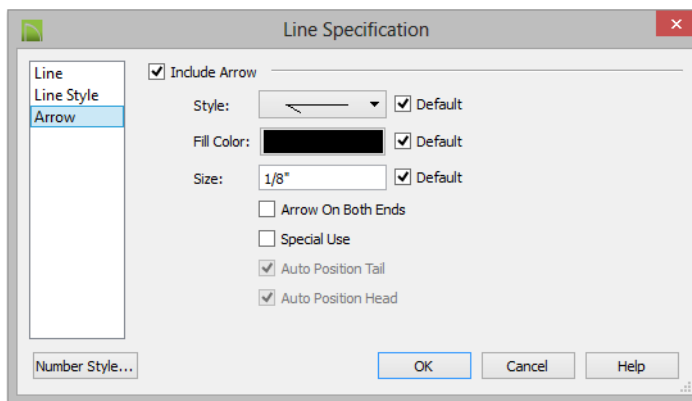 Line Specification
Line
Line Style
Arrow
Include Arrow
Style:
Default
Fill Color:
Default
Size:
1/8"
Default
Arrow On Both Ends
Special Use
Auto Position Tail
Auto Position Head
Number Style...
OK
Cancel
Help